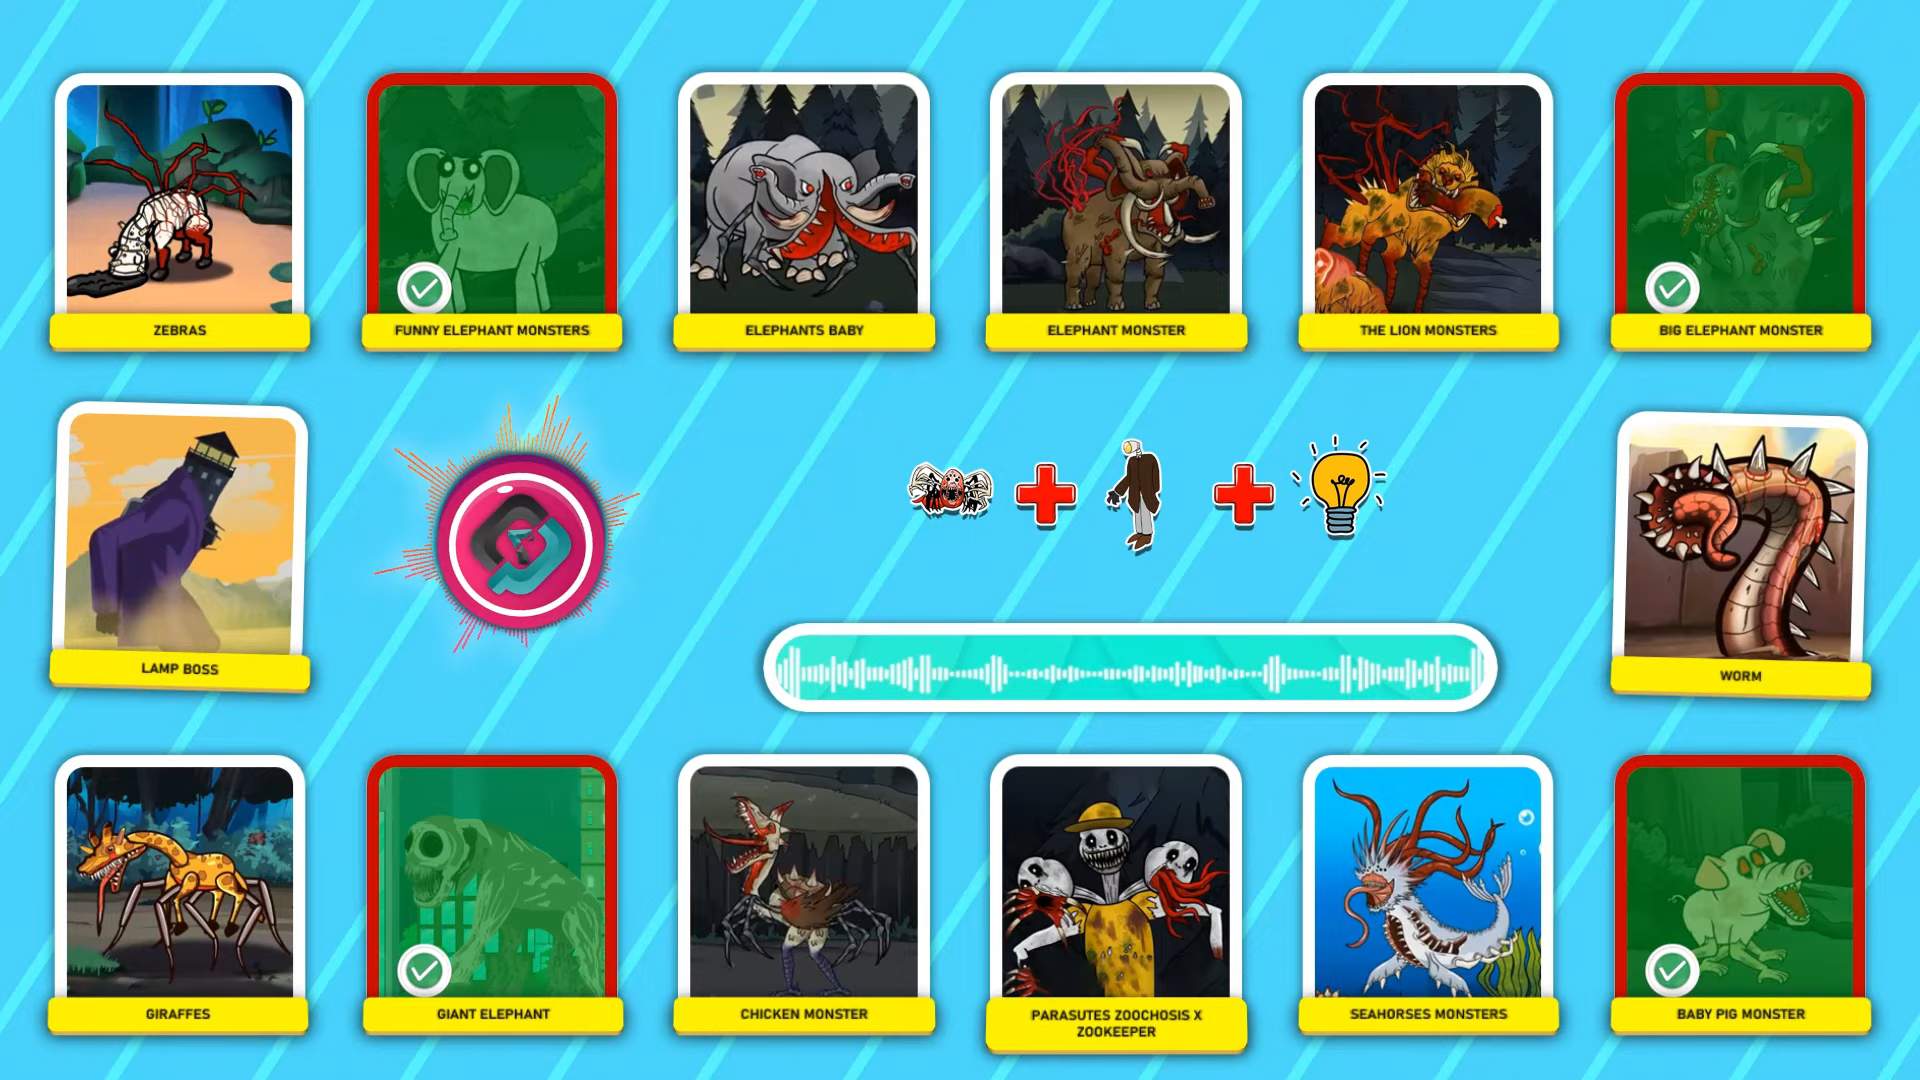 ZEBRAS
FUNNY ELEPHANT MONSTERS
ELEPHANTS BABY
ELEPHANT MONSTER
THE LION MONSTERS
BIG ELEPHANT MONSTER
LAMP BOSS
WORM
GIRAFFES
GIANT ELEPHANT
CHICKEN MONSTER
PARASUTES ZOOCHOSIS X
ZOOKEEPER
SEAHORSES MONSTERS
BABY PIG MONSTER